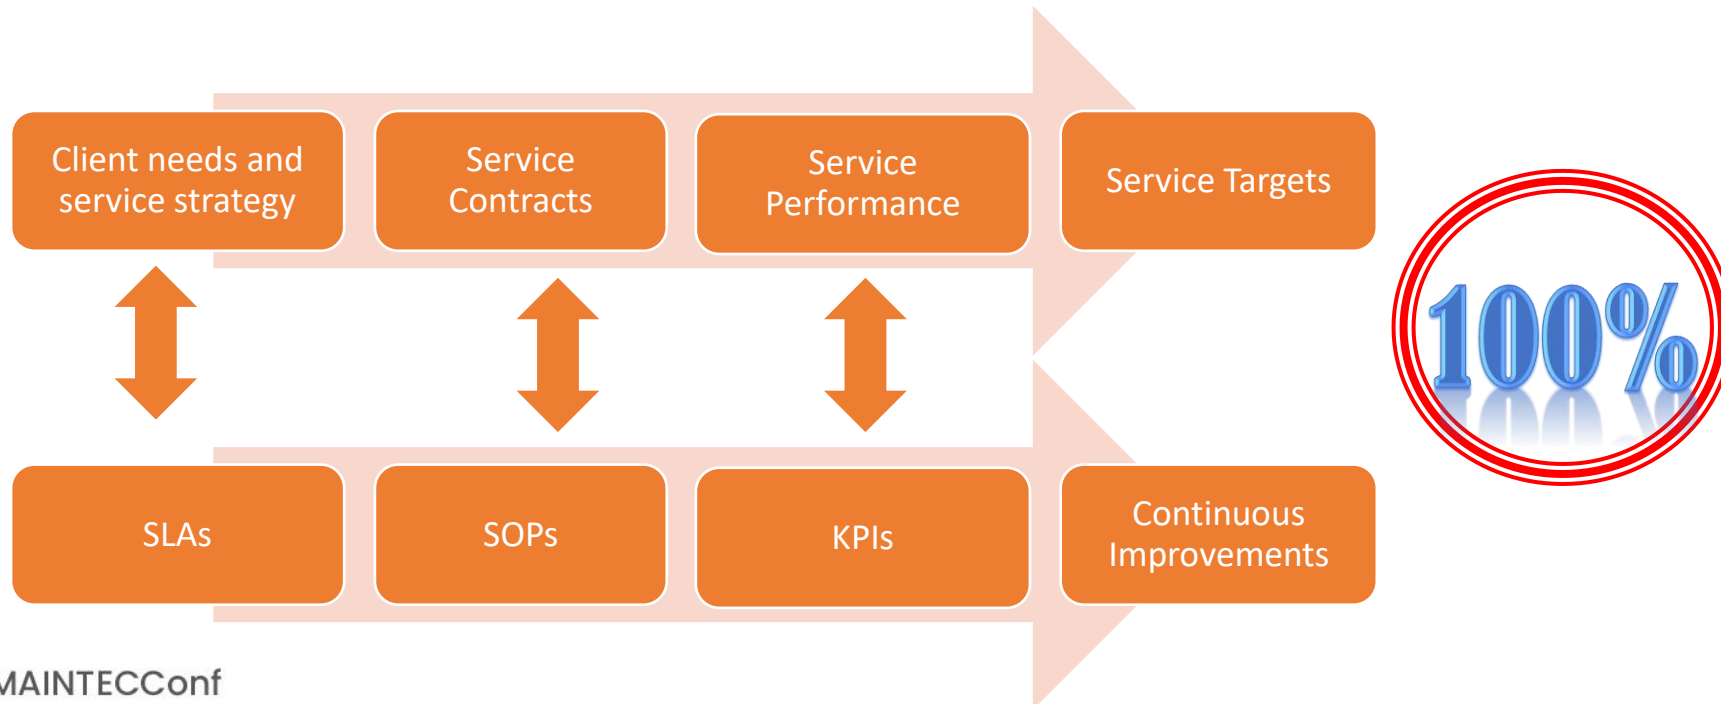 Client needs and
service strategy
Service
Contracts
Service
Performance
Service Targets
100%
SLAs
SOPs
KPIs
Continuous
Improvements
MAINTECConf